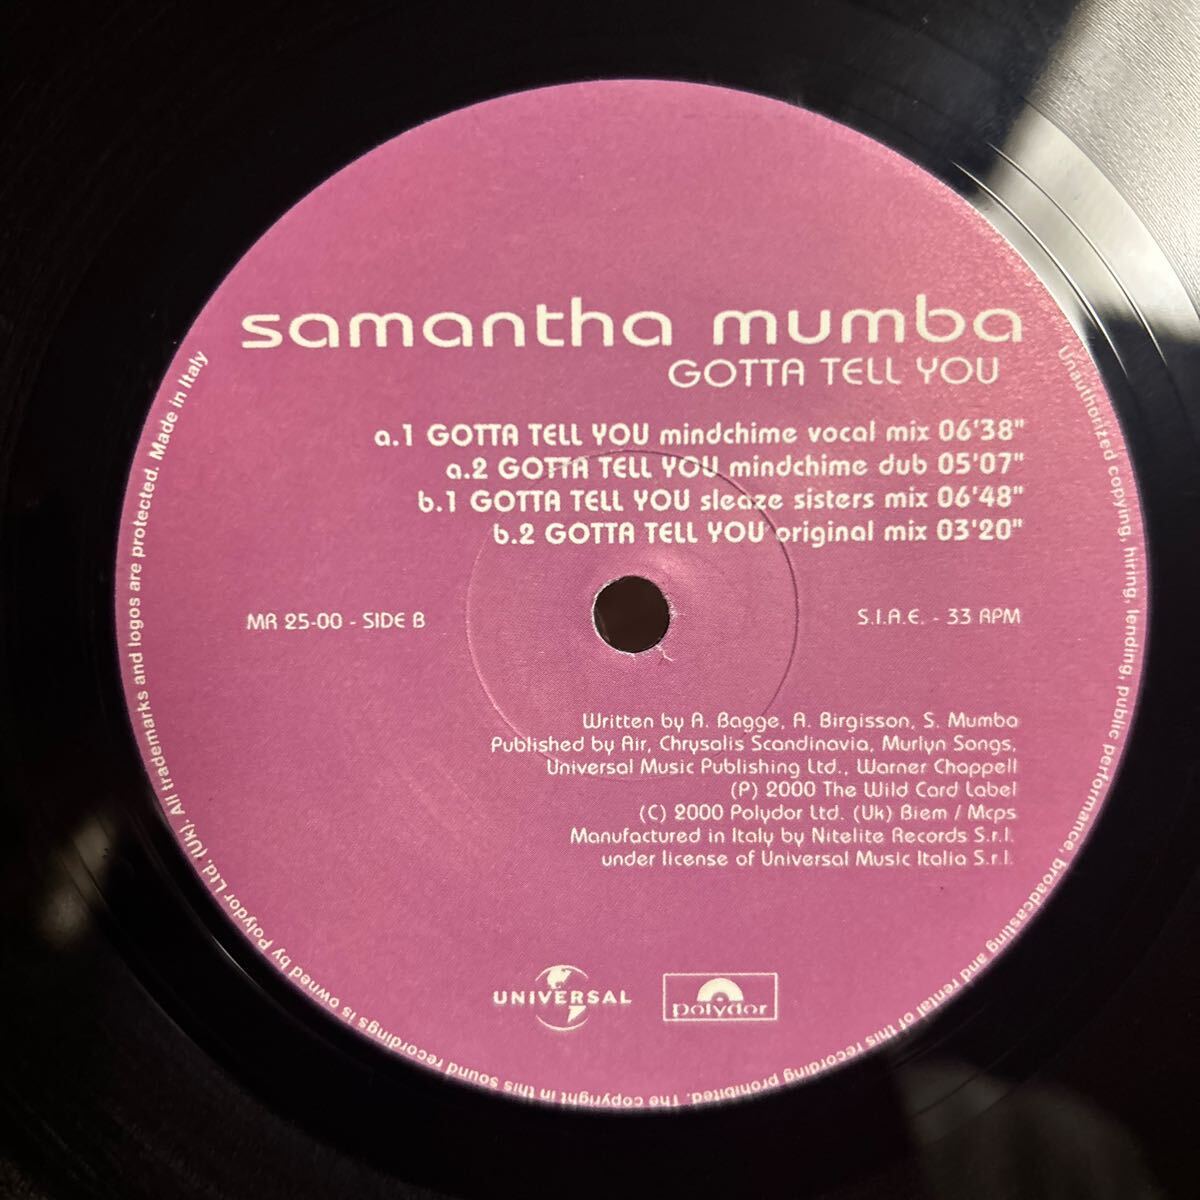 samantha mumba
GOTTA TELL YOU
a.1 GOTTA TELL YOU mindchime vocal mix 06'38"
a.2 GOTTA TELL YOU mindchime dub 05'07"
b.1 GOTTA TELL YOU sleaze sisters mix 06'48"
b.2 GOTTA TELL YOU original mix 03'20"
MR 25-00 - SIDE B
S.I.A.E. - 33 RPM
Written by A. Bagge, A. Birgisson, S. Mumba
Published by Air, Chrysalis Scandinavia, Murlyn Songs,
Universal Music Publishing Ltd., Warner Chappell
(P) 2000 The Wild Card Label
(C) 2000 Polydor Ltd. (Uk) Biem / Mcps
Manufactured in Italy by Nitelite Records S.r.l.
under license of Universal Music Italia S.r.l.
UNIVERSAL
polydor
Unauthorized copying, hiring, lending, public performance, broadcasting and rental of this recording prohibited. The copyright in this sound recordings is owned by Polydor Ltd. (UK). All trademarks and logos are protected. Made in Italy